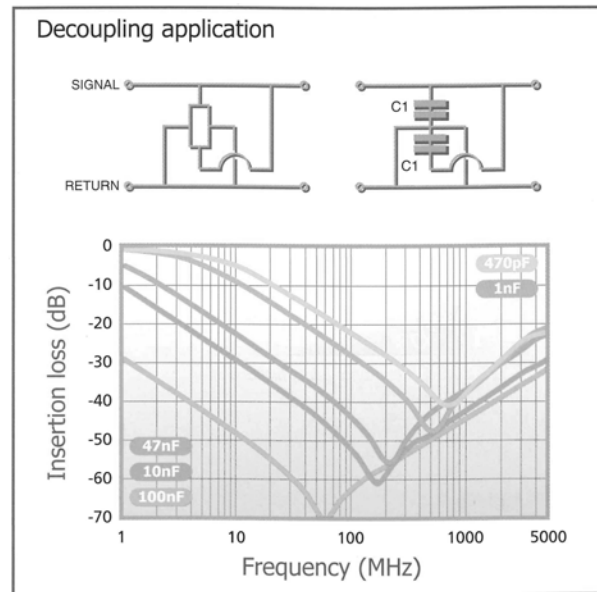 Decoupling application
SIGNAL
C1
C1
RETURN
0
-10
-20
-30
-40
-50
-60
-70
Insertion loss (dB)
470pF
1nF
47nF
10nF
100nF
1
10
100
1000
5000
Frequency (MHz)